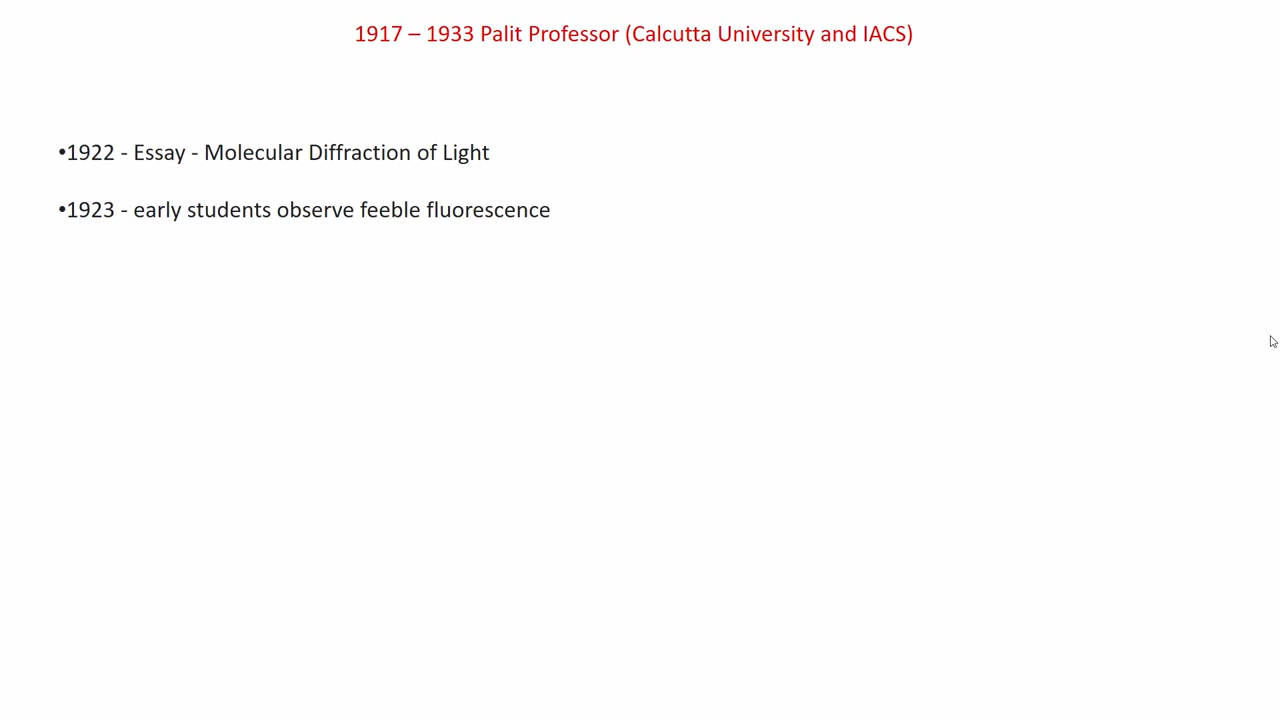 1917 – 1933 Palit Professor (Calcutta University and IACS)
•1922 - Essay - Molecular Diffraction of Light
•1923 - early students observe feeble fluorescence